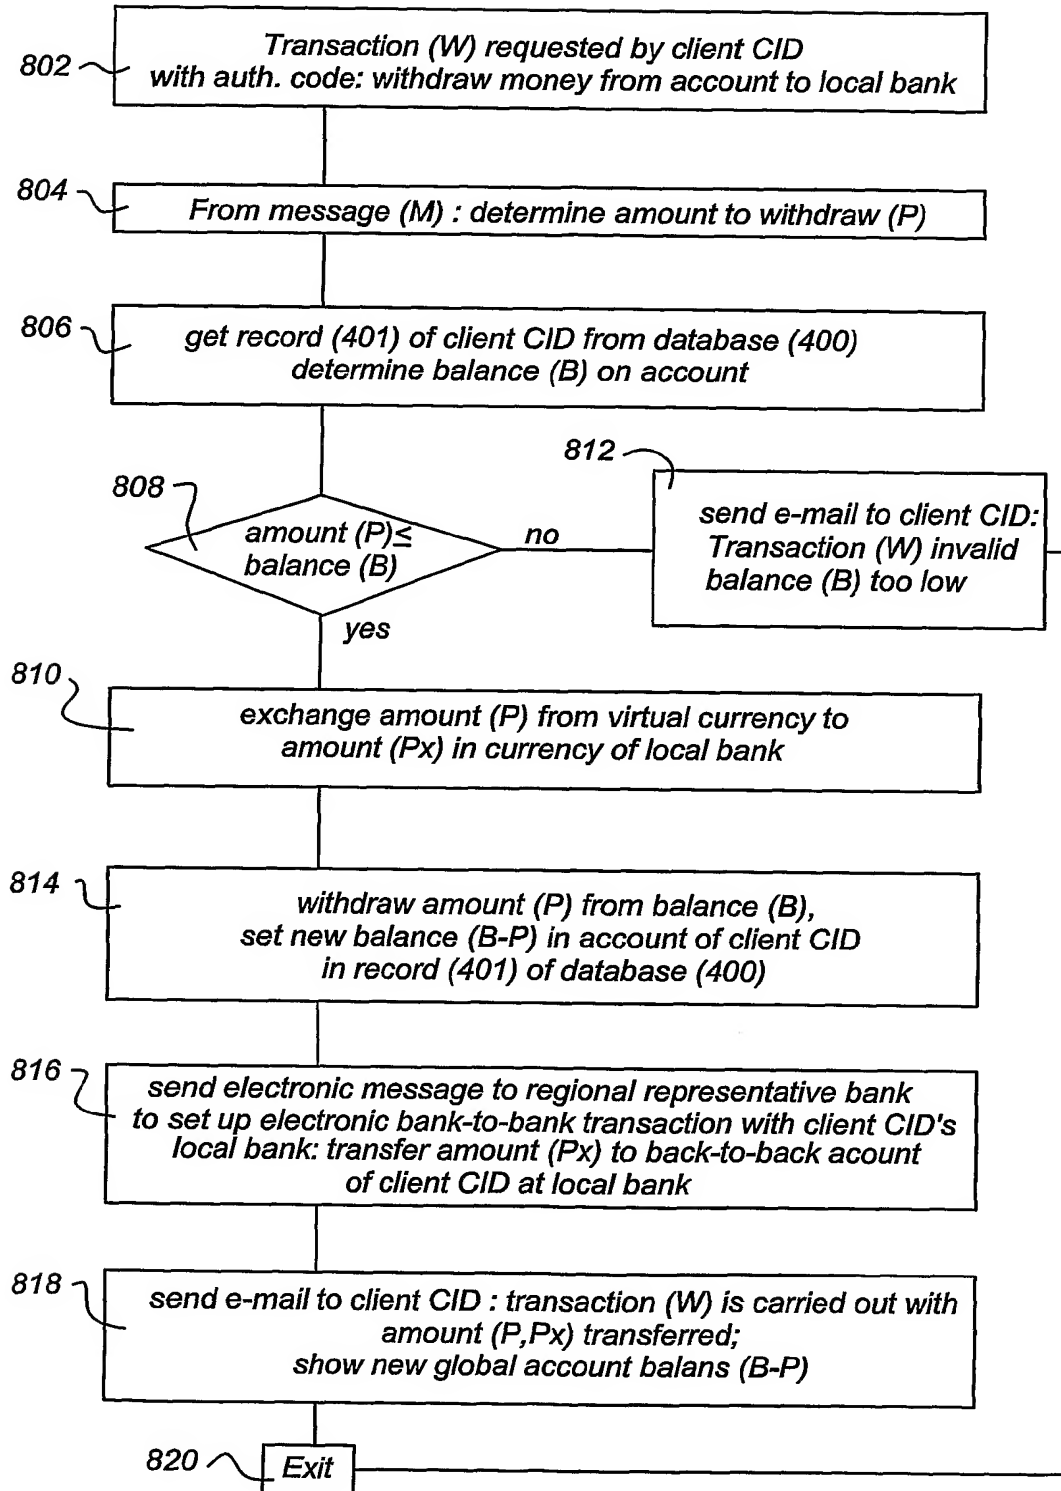 802
Transaction (W) requested by client CID
with auth. code: withdraw money from account to local bank
804
From message (M) : determine amount to withdraw (P)
806
get record (401) of client CID from database (400)
determine balance (B) on account
808
amount (P)≤
balance (B)
no
yes
812
send e-mail to client CID:
Transaction (W) invalid
balance (B) too low
810
exchange amount (P) from virtual currency to
amount (Px) in currency of local bank
814
withdraw amount (P) from balance (B),
set new balance (B-P) in account of client CID
in record (401) of database (400)
816
send electronic message to regional representative bank
to set up electronic bank-to-bank transaction with client CID's
local bank: transfer amount (Px) to back-to-back acount
of client CID at local bank
818
send e-mail to client CID : transaction (W) is carried out with
amount (P,Px) transferred;
show new global account balans (B-P)
820
Exit